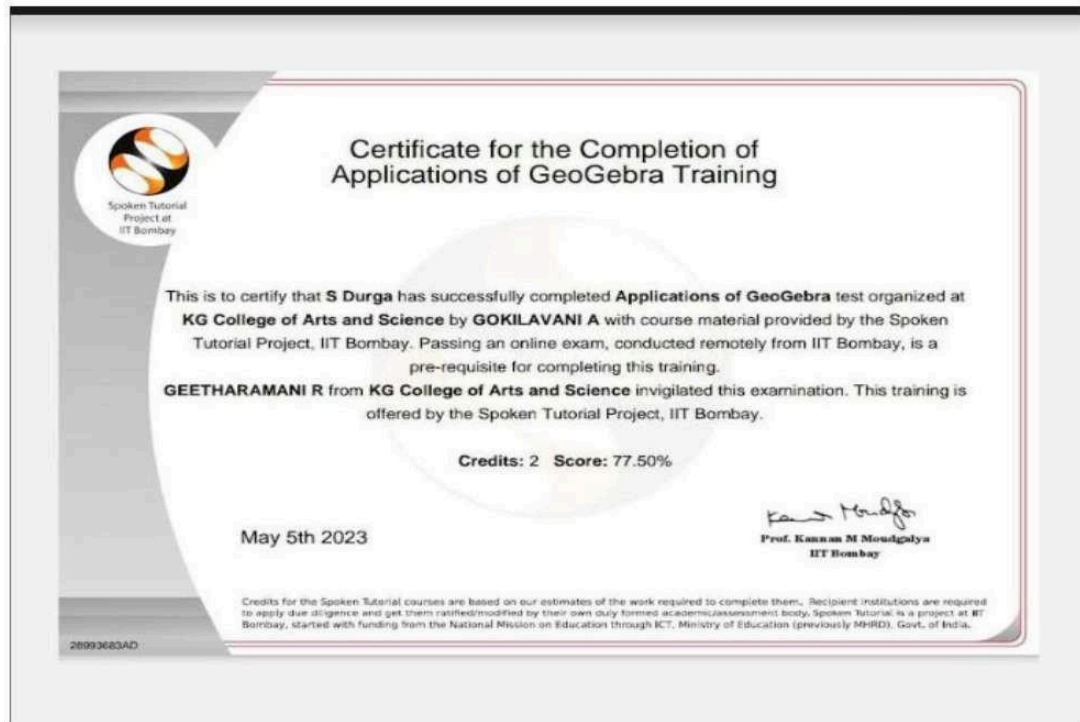 Spoken Tutorial
Project at
IIT Bombay
Certificate for the Completion of
Applications of GeoGebra Training
This is to certify that S Durga has successfully completed Applications of GeoGebra test organized at
KG College of Arts and Science by GOKILAVANI A with course material provided by the Spoken
Tutorial Project, IIT Bombay. Passing an online exam, conducted remotely from IIT Bombay, is a
pre-requisite for completing this training.
GEETHARAMANI R from KG College of Arts and Science invigilated this examination. This training is
offered by the Spoken Tutorial Project, IIT Bombay.
Credits: 2 Score: 77.50%
May 5th 2023
Prof. Kannan M Moudgalya
IIT Bombay
Credits for the Spoken Tutorial courses are based on our estimates of the work required to complete them. Recipient institutions are required
to apply due diligence and get them ratified/modified by their own duly formed academic/assessment body. Spoken Tutorial is a project at IIT
Bombay, started with funding from the National Mission on Education through ICT, Ministry of Education (previously MHRD), Govt. of India.
28993683AD